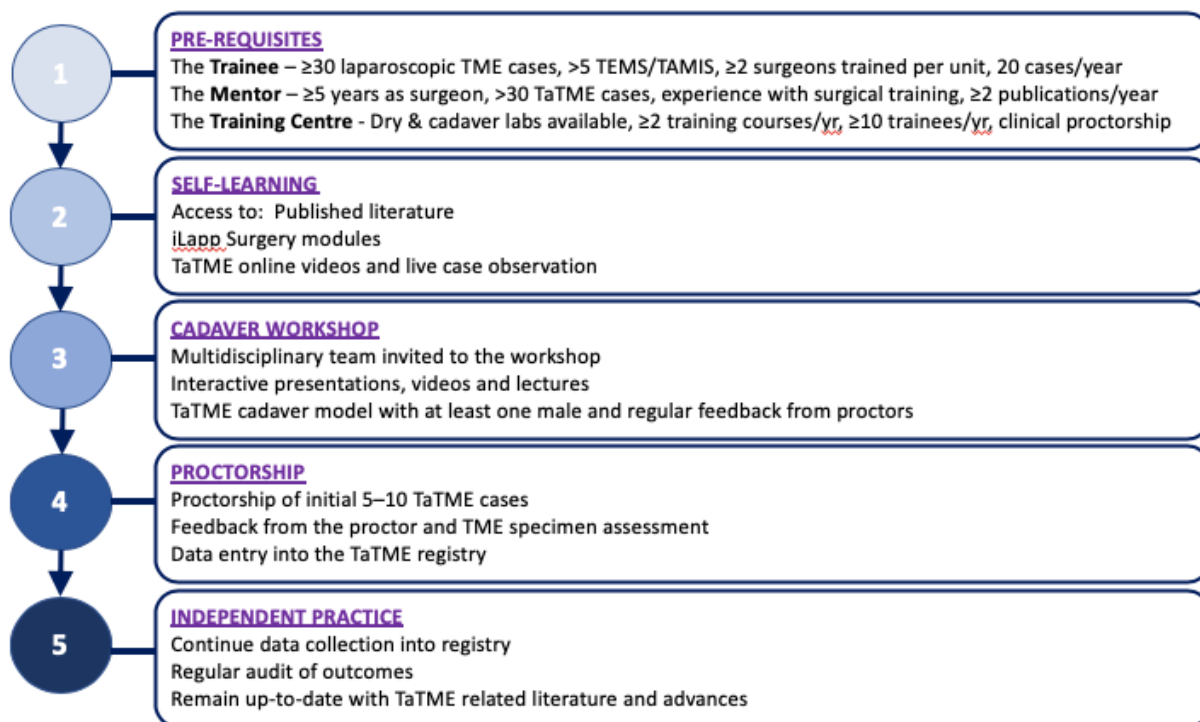 1
PRE-REQUISITES
The Trainee – ≥30 laparoscopic TME cases, >5 TEMS/TAMIS, ≥2 surgeons trained per unit, 20 cases/year
The Mentor – ≥5 years as surgeon, >30 TaTME cases, experience with surgical training, ≥2 publications/year
The Training Centre - Dry & cadaver labs available, ≥2 training courses/yr, ≥10 trainees/yr, clinical proctorship
2
SELF-LEARNING
Access to: Published literature
iLapp Surgery modules
TaTME online videos and live case observation
3
CADAVER WORKSHOP
Multidisciplinary team invited to the workshop
Interactive presentations, videos and lectures
TaTME cadaver model with at least one male and regular feedback from proctors
4
PROCTORSHIP
Proctorship of initial 5–10 TaTME cases
Feedback from the proctor and TME specimen assessment
Data entry into the TaTME registry
5
INDEPENDENT PRACTICE
Continue data collection into registry
Regular audit of outcomes
Remain up-to-date with TaTME related literature and advances